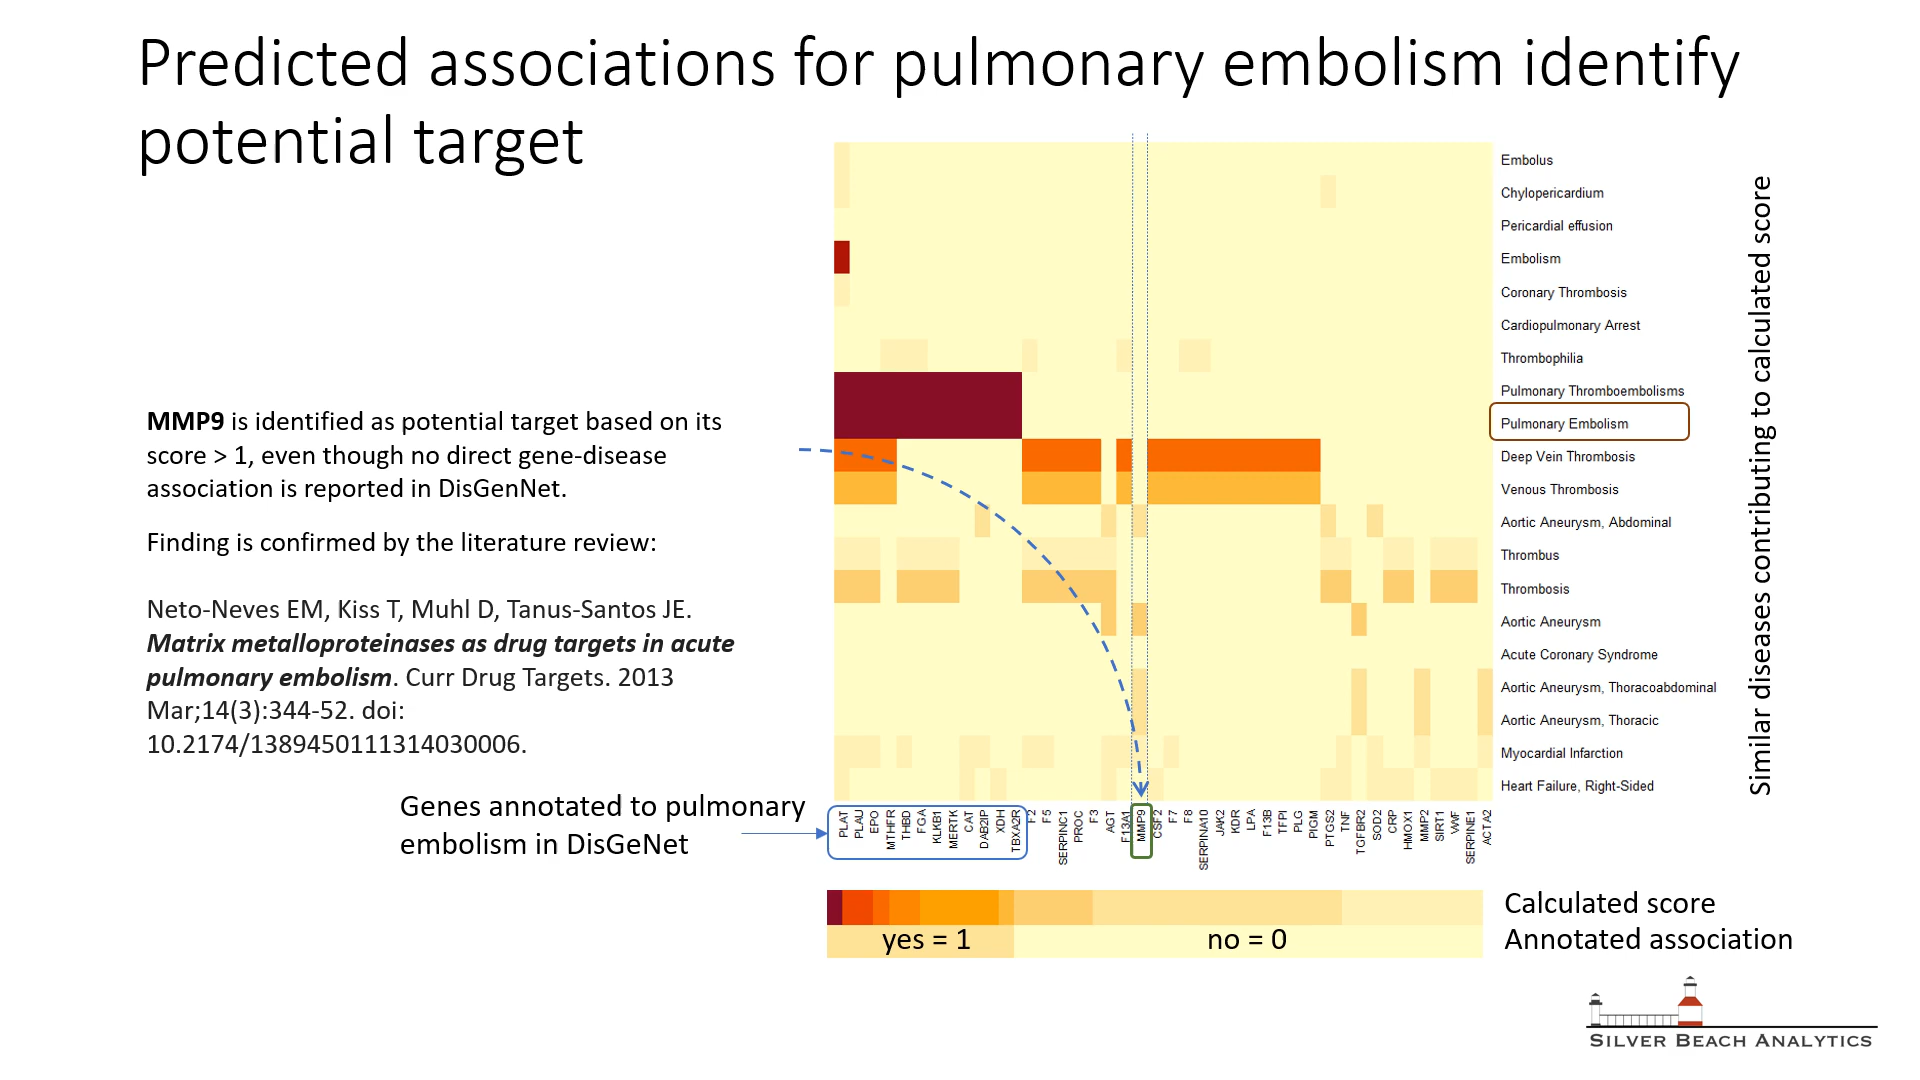 Predicted associations for pulmonary embolism identify
potential target
MMP9 is identified as potential target based on its
score > 1, even though no direct gene-disease
association is reported in DisGenNet.
Finding is confirmed by the literature review:
Neto-Neves EM, Kiss T, Muhl D, Tanus-Santos JE.
Matrix metalloproteinases as drug targets in acute
pulmonary embolism. Curr Drug Targets. 2013
Mar;14(3):344-52. doi:
10.2174/1389450111314030006.
Genes annotated to pulmonary
embolism in DisGeNet
Embolus
Chylopericardium
Pericardial effusion
Embolism
Coronary Thrombosis
Cardiopulmonary Arrest
Thrombophilia
Pulmonary Thromboembolisms
Pulmonary Embolism
Deep Vein Thrombosis
Venous Thrombosis
Aortic Aneurysm, Abdominal
Thrombus
Thrombosis
Aortic Aneurysm
Acute Coronary Syndrome
Aortic Aneurysm, Thoracoabdominal
Aortic Aneurysm, Thoracic
Myocardial Infarction
Heart Failure, Right-Sided
Similar diseases contributing to calculated score
PLAT
PLAU
EPO
MTHFR
THBD
FGA
KLKB1
MERTK
CAT
DAB2IP
XDH
TBXA2R
F2
F5
SERPINC1
PROC
F3
AGT
F13A1
MMP9
CSF2
F7
F8
SERPINA10
JAK2
KDR
LPA
F13B
TFPI
PLG
PIGM
PTGS2
TNF
TGFBR2
SOD2
CRP
HMOX1
MMP2
SIRT1
VWF
SERPINE1
ACTA2
Calculated score
yes = 1
no = 0
Annotated association
SILVER BEACH ANALYTICS